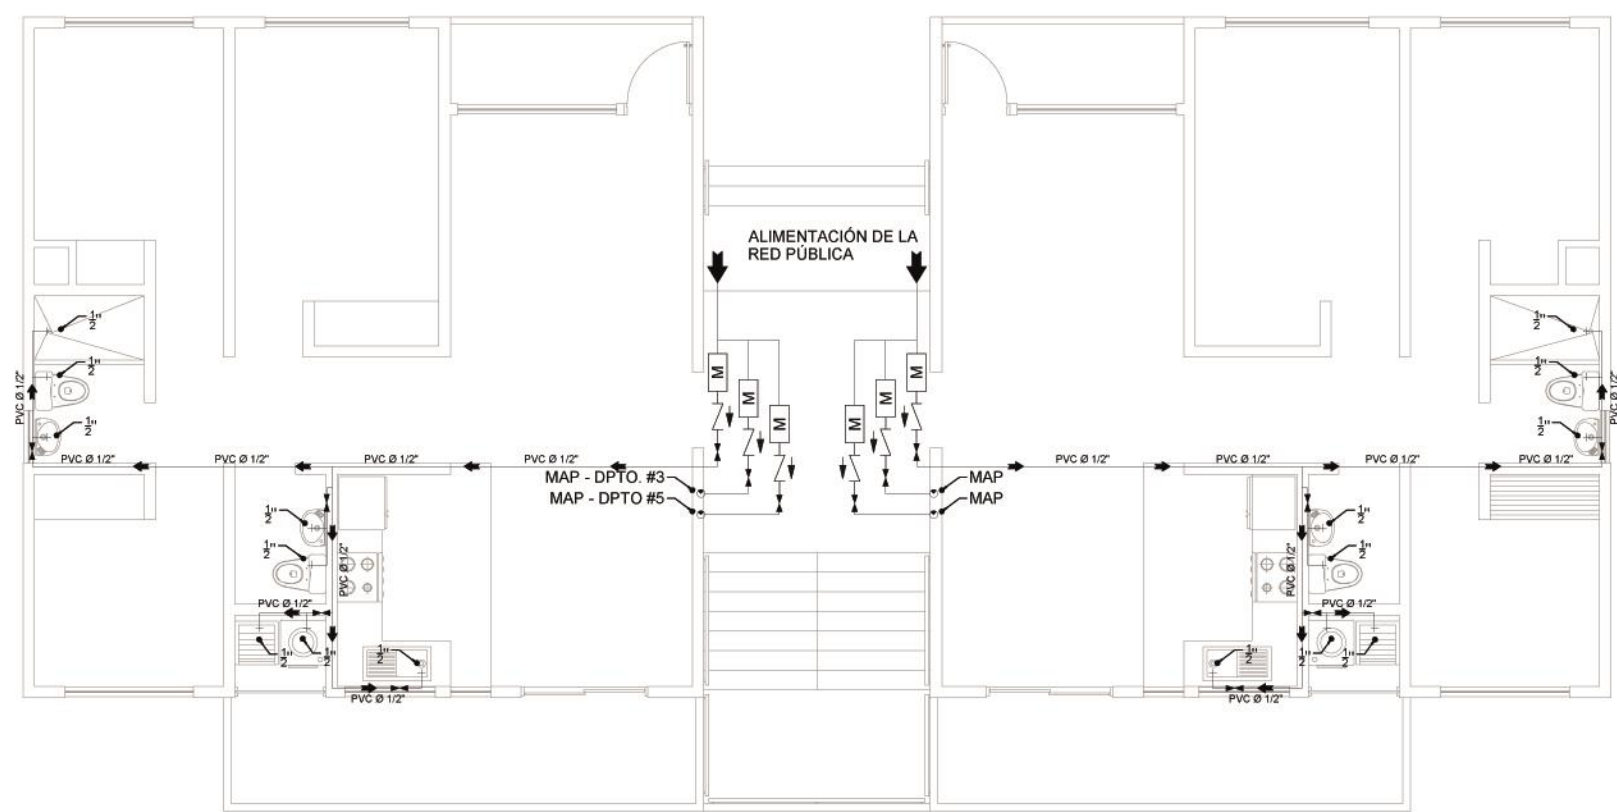 ALIMENTACIÓN DE LA
RED PÚBLICA
1/2"
1/2"
1/2"
1/2"
1/2"
1/2"
PVC Ø 1/2"
PVC Ø 1/2"
M
M
M
M
M
M
PVC Ø 1/2"
PVC Ø 1/2"
PVC Ø 1/2"
PVC Ø 1/2"
PVC Ø 1/2"
PVC Ø 1/2"
PVC Ø 1/2"
PVC Ø 1/2"
MAP - DPTO. #3
MAP
MAP - DPTO #5
MAP
1/2"
1/2"
1/2"
1/2"
PVC Ø 1/2"
PVC Ø 1/2"
PVC Ø 1/2"
PVC Ø 1/2"
1/2"
1/2"
1/2"
1/2"
1/2"
1/2"
PVC Ø 1/2"
PVC Ø 1/2"